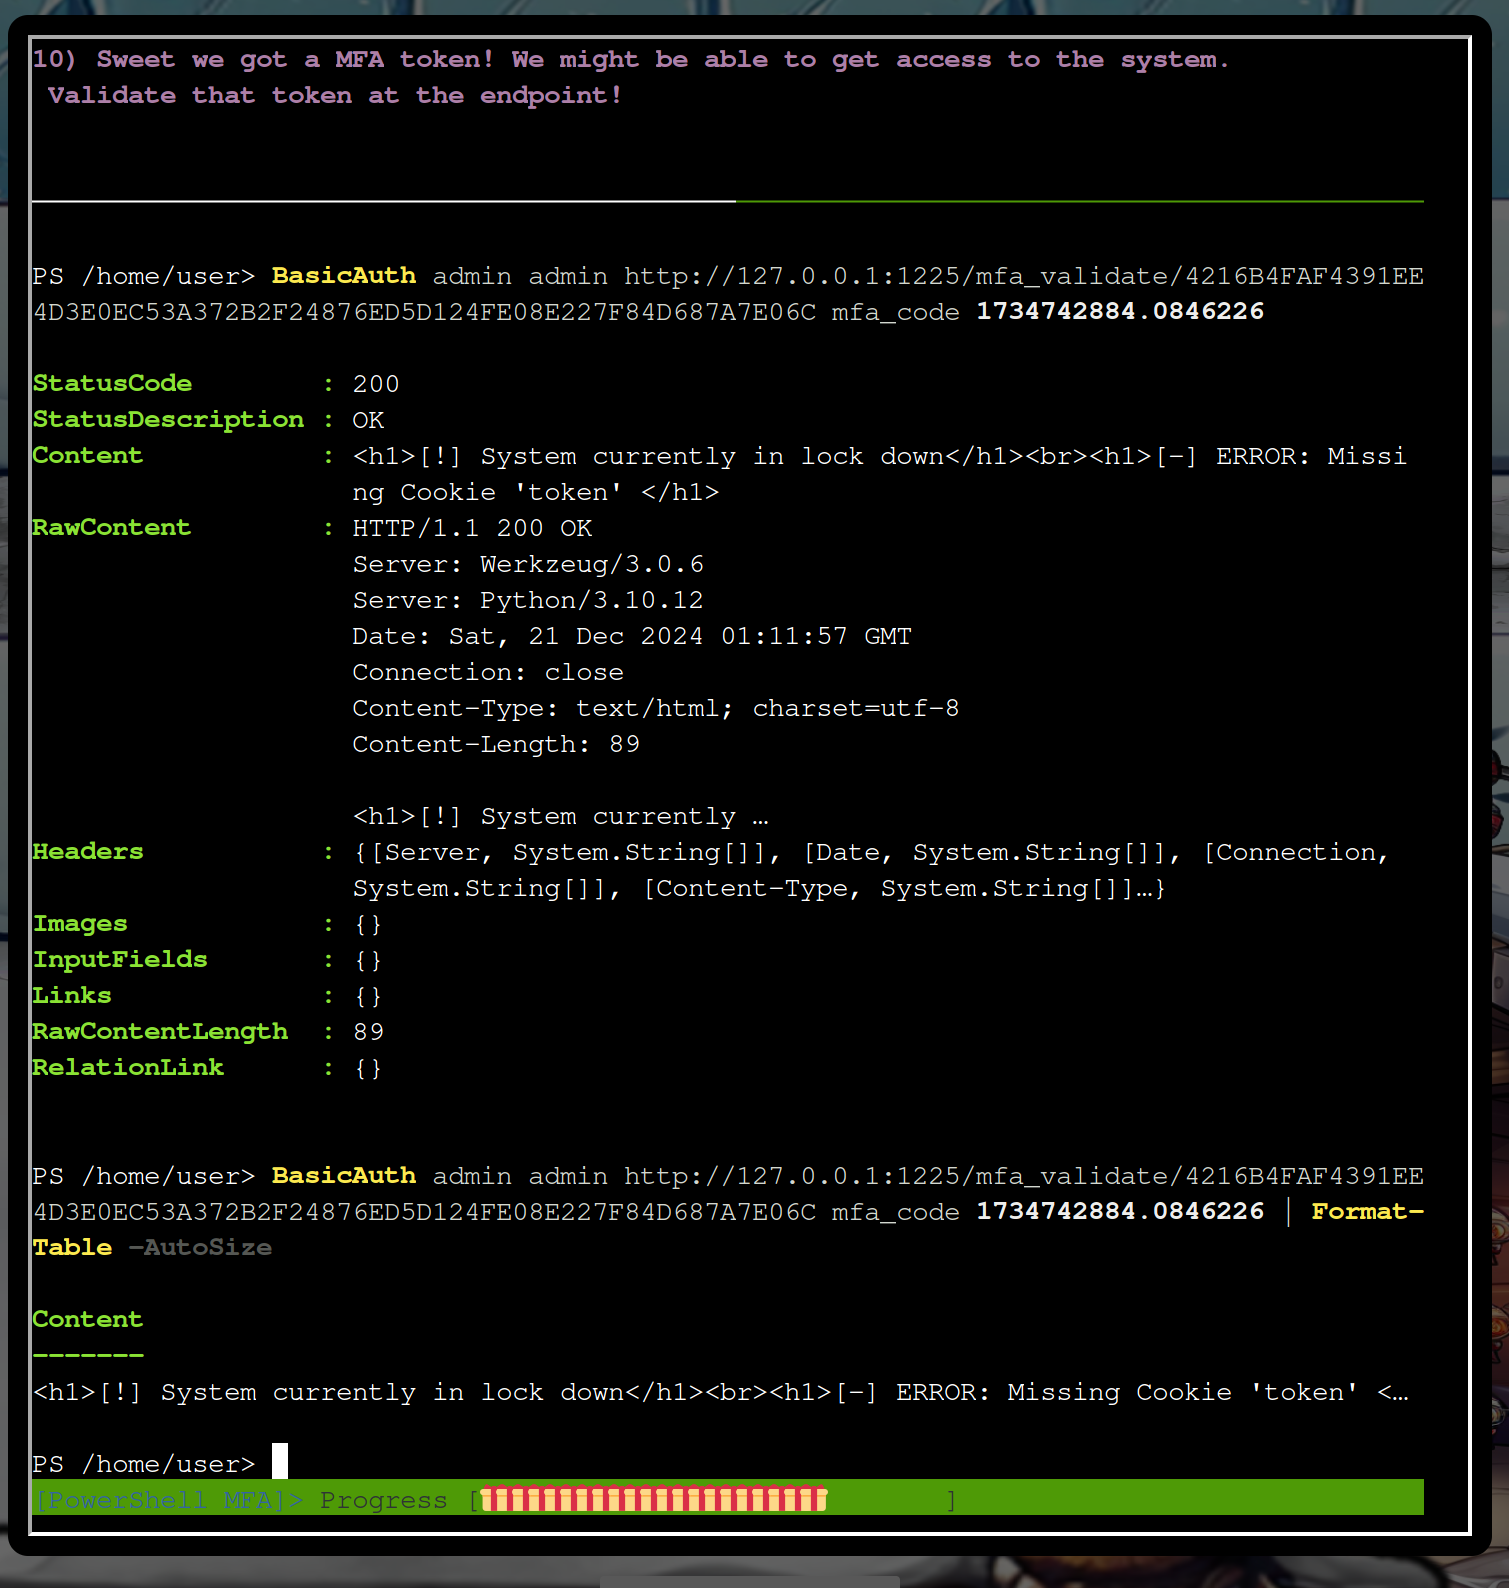 10) Sweet we got a MFA token! We might be able to get access to the system.
Validate that token at the endpoint!
PS /home/user> BasicAuth admin admin http://127.0.0.1:1225/mfa_validate/4216B4FAF4391EE
4D3E0EC53A372B2F24876ED5D124FE08E227F84D687A7E06C mfa_code 1734742884.0846226
StatusCode : 200
StatusDescription : OK
Content : <h1>[!] System currently in lock down</h1><br><h1>[-] ERROR: Missi
ng Cookie 'token' </h1>
RawContent : HTTP/1.1 200 OK
Server: Werkzeug/3.0.6
Server: Python/3.10.12
Date: Sat, 21 Dec 2024 01:11:57 GMT
Connection: close
Content-Type: text/html; charset=utf-8
Content-Length: 89
<h1>[!] System currently …
Headers : {[Server, System.String[]], [Date, System.String[]], [Connection,
System.String[]], [Content-Type, System.String[]]…}
Images : {}
InputFields : {}
Links : {}
RawContentLength : 89
RelationLink : {}
PS /home/user> BasicAuth admin admin http://127.0.0.1:1225/mfa_validate/4216B4FAF4391EE
4D3E0EC53A372B2F24876ED5D124FE08E227F84D687A7E06C mfa_code 1734742884.0846226 | Format-
Table -AutoSize
Content
-------
<h1>[!] System currently in lock down</h1><br><h1>[-] ERROR: Missing Cookie 'token' <…
PS /home/user>
[PowerShell MFA]> Progress [ ]